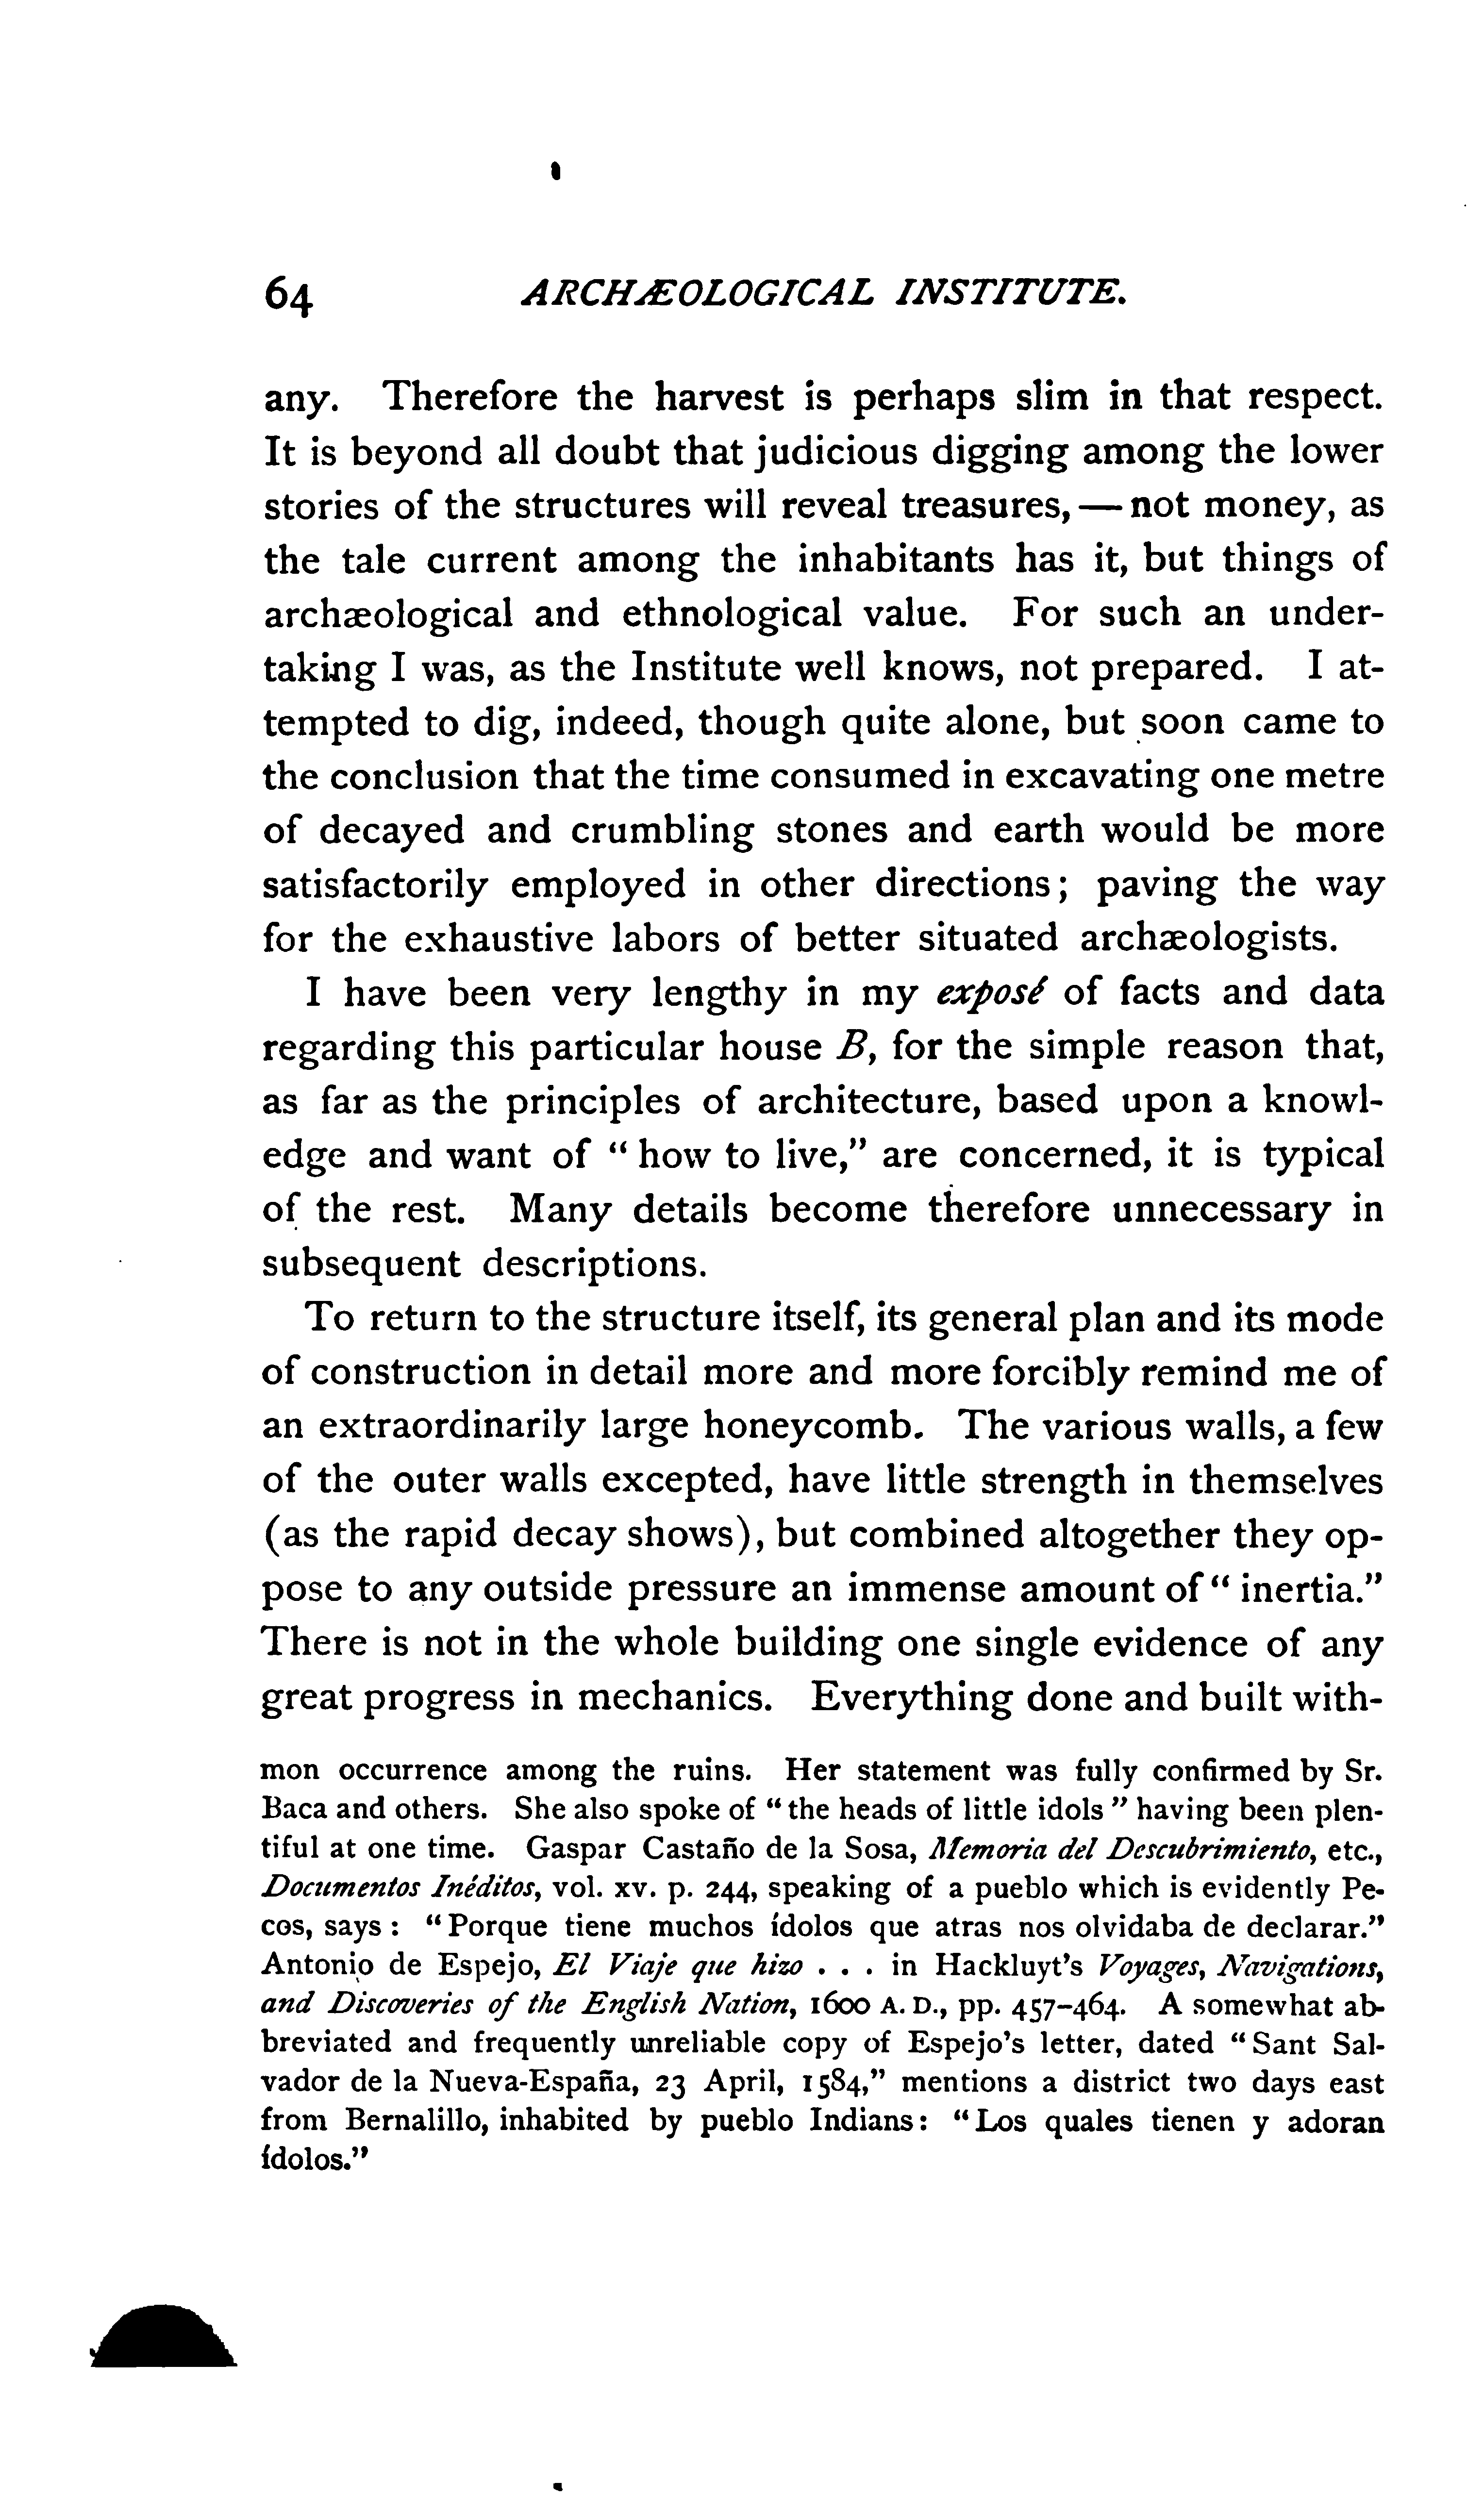 64 ARCHÆOLOGICAL INSTITUTE.
any. Therefore the harvest is perhaps slim in that respect.
It is beyond all doubt that judicious digging among the lower
stories of the structures will reveal treasures, — not money, as
the tale current among the inhabitants has it, but things of
archæological and ethnological value. For such an under-
taking I was, as the Institute well knows, not prepared. I at-
tempted to dig, indeed, though quite alone, but soon came to
the conclusion that the time consumed in excavating one metre
of decayed and crumbling stones and earth would be more
satisfactorily employed in other directions; paving the way
for the exhaustive labors of better situated archæologists.
I have been very lengthy in my exposé of facts and data
regarding this particular house B, for the simple reason that,
as far as the principles of architecture, based upon a knowl-
edge and want of "how to live," are concerned, it is typical
of the rest. Many details become therefore unnecessary in
subsequent descriptions.
To return to the structure itself, its general plan and its mode
of construction in detail more and more forcibly remind me of
an extraordinarily large honeycomb. The various walls, a few
of the outer walls excepted, have little strength in themselves
(as the rapid decay shows), but combined altogether they op-
pose to any outside pressure an immense amount of "inertia."
There is not in the whole building one single evidence of any
great progress in mechanics. Everything done and built with-
mon occurrence among the ruins. Her statement was fully confirmed by Sr.
Baca and others. She also spoke of "the heads of little idols" having been plen-
tiful at one time. Gaspar Castaño de la Sosa, Memoria del Descubrimiento, etc.,
Documentos Inéditos, vol. xv. p. 244, speaking of a pueblo which is evidently Pe-
cos, says: "Porque tiene muchos ídolos que atras nos olvidaba de declarar."
Antonio de Espejo, El Viaje que hizo . . . in Hackluyt's Voyages, Navigations,
and Discoveries of the English Nation, 1600 A. D., pp. 457-464. A somewhat ab-
breviated and frequently unreliable copy of Espejo's letter, dated "Sant Sal-
vador de la Nueva-España, 23 April, 1584," mentions a district two days east
from Bernalillo, inhabited by pueblo Indians: "Los quales tienen y adoran
ídolos."